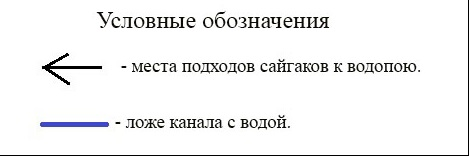 Условные обозначения
- места подходов сайгаков к водопою.
- ложе канала с водой.